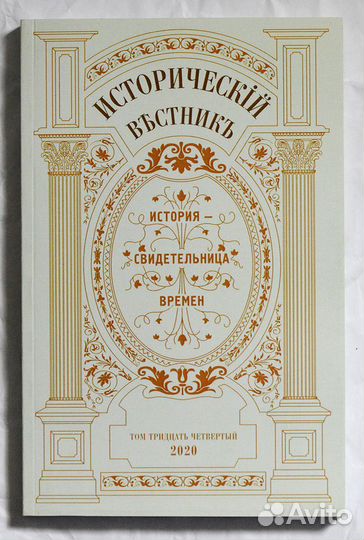 ИСТОРИЧЕСКІЙ
ВѢСТНИКЪ
ИСТОРИЯ —
СВИДЕТЕЛЬНИЦА
ВРЕМЕН
ТОМ ТРИДЦАТЬ ЧЕТВЕРТЫЙ
2020
Avito